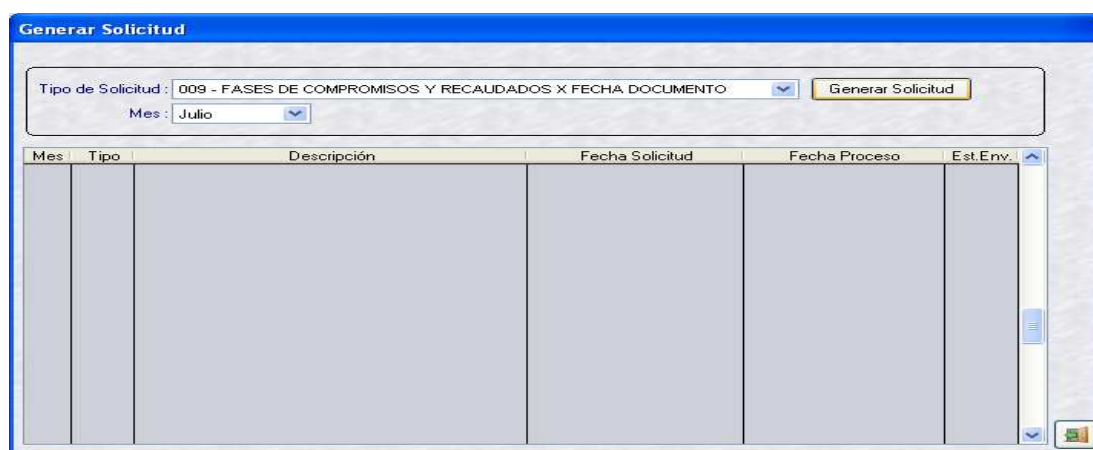 Generar Solicitud
Tipo de Solicitud : 009 - FASES DE COMPROMISOS Y RECAUDADOS X FECHA DOCUMENTO Generar Solicitud
Mes : Julio
Mes Tipo Descripción Fecha Solicitud Fecha Proceso Est.Env.